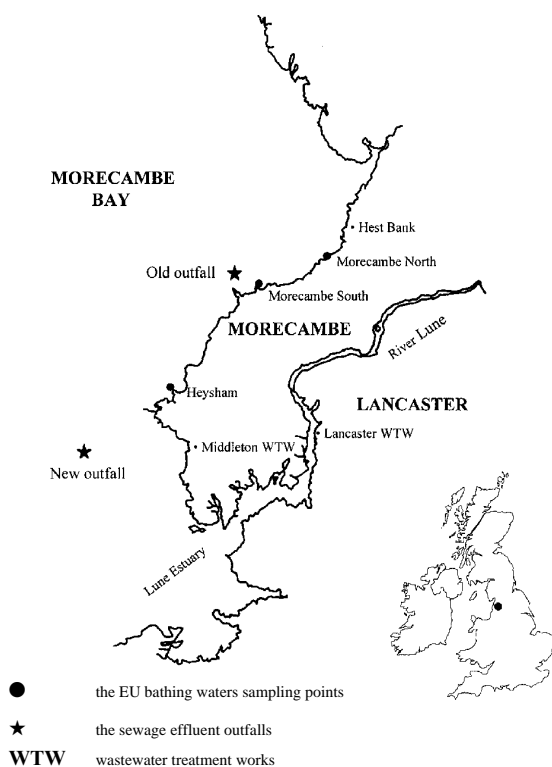 MORECAMBE
BAY
Hest Bank
Morecambe North
Old outfall
Morecambe South
MORECAMBE
River Lune
Heysham
LANCASTER
Lancaster WTW
Middleton WTW
New outfall
Lune Estuary
the EU bathing waters sampling points
the sewage effluent outfalls
WTW wastewater treatment works